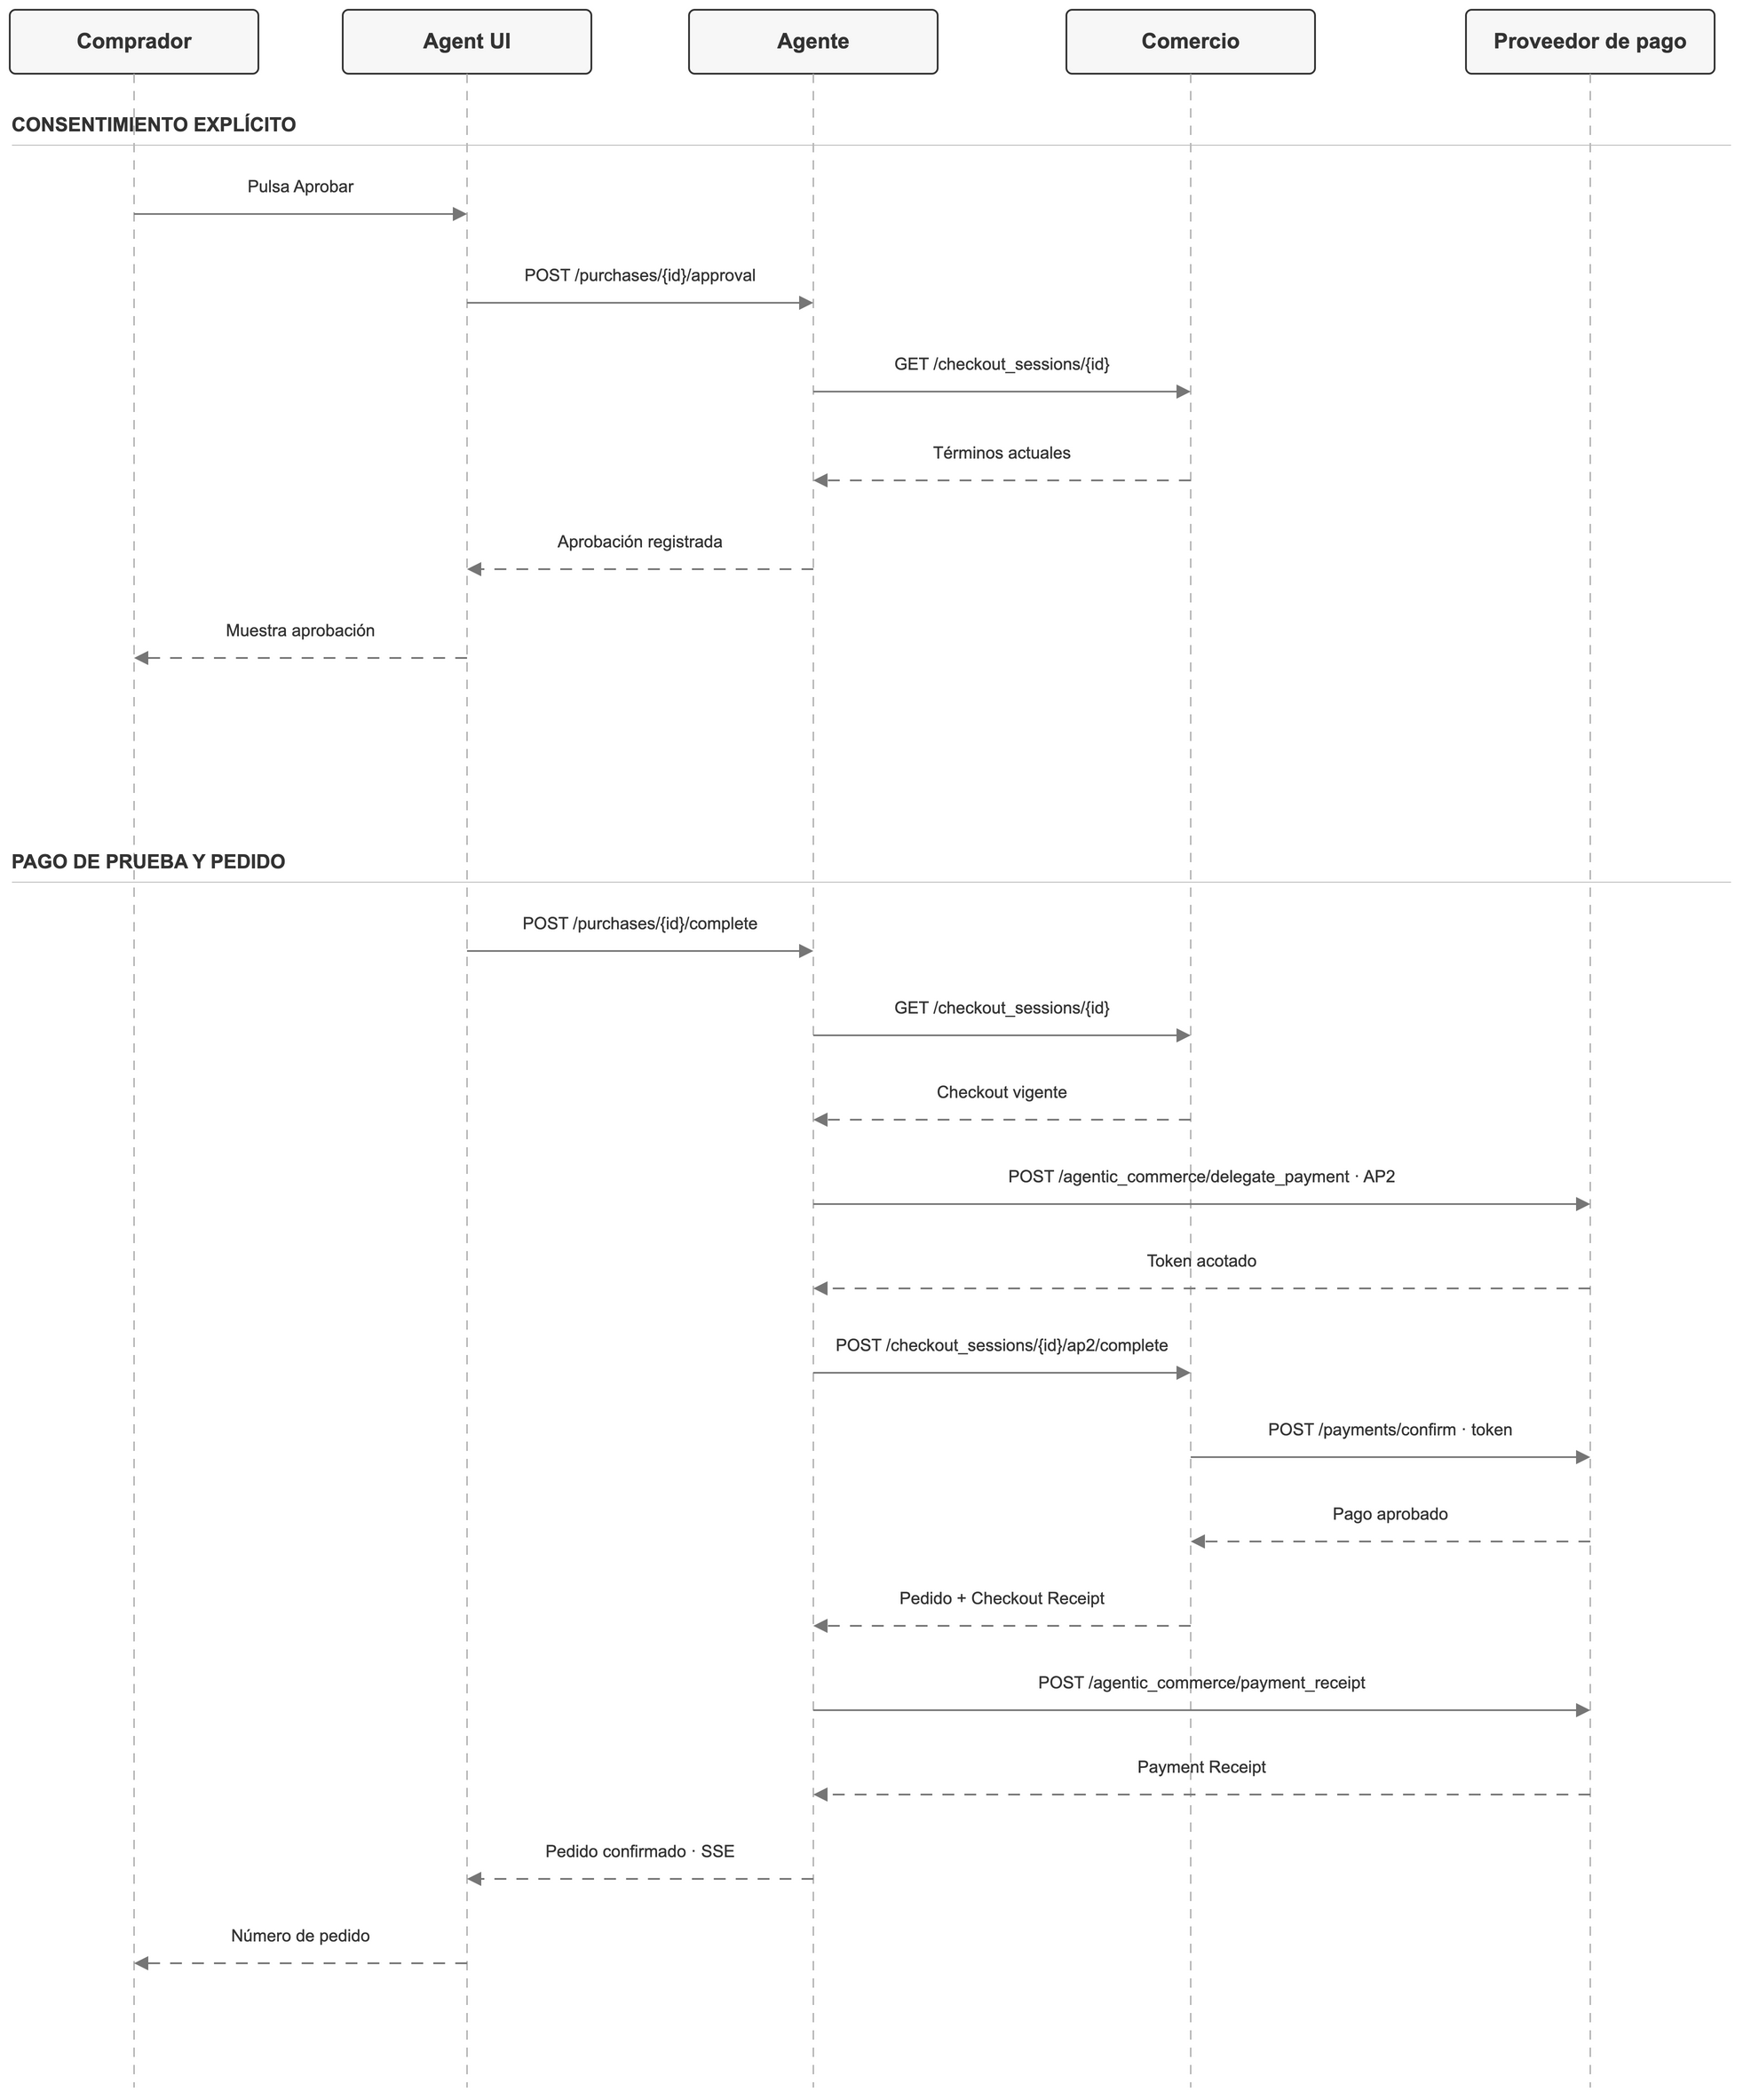 Comprador
Agent UI
Agente
Comercio
Proveedor de pago
CONSENTIMIENTO EXPLÍCITO
Pulsa Aprobar
POST /purchases/{id}/approval
GET /checkout_sessions/{id}
Términos actuales
Aprobación registrada
Muestra aprobación
PAGO DE PRUEBA Y PEDIDO
POST /purchases/{id}/complete
GET /checkout_sessions/{id}
Checkout vigente
POST /agentic_commerce/delegate_payment · AP2
Token acotado
POST /checkout_sessions/{id}/ap2/complete
POST /payments/confirm · token
Pago aprobado
Pedido + Checkout Receipt
POST /agentic_commerce/payment_receipt
Payment Receipt
Pedido confirmado · SSE
Número de pedido